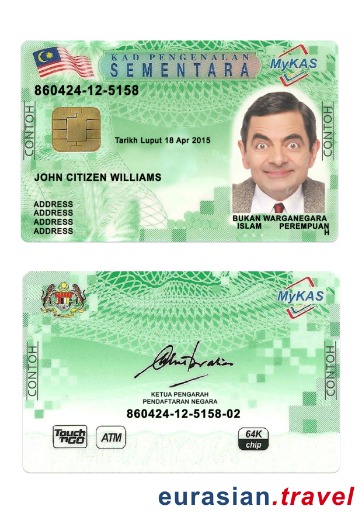 KAD PENGENALAN
SEMENTARA
MyKAS
860424-12-5158
CONTOH
CONTOH
Tarikh Luput 18 Apr 2015
JOHN CITIZEN WILLIAMS
ADDRESS
ADDRESS
ADDRESS
ADDRESS
BUKAN WARGANEGARA
ISLAM PEREMPUAN
H
MyKAS
CONTOH
CONTOH
KETUA PENGARAH
PENDAFTARAN NEGARA
860424-12-5158-02
Touch
nGO
ATM
64K
chip
eurasian.travel